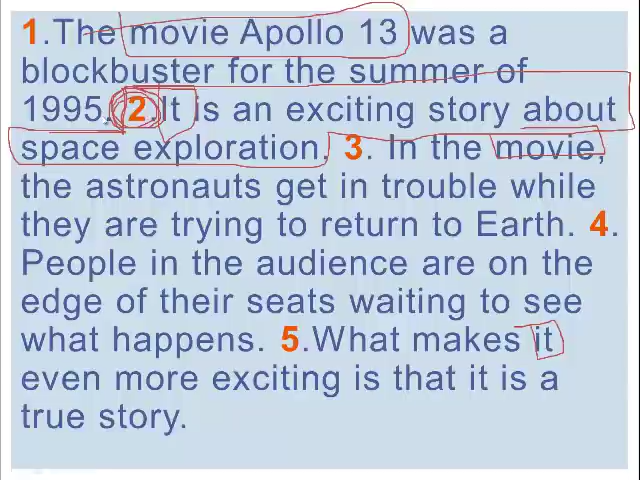 1.The movie Apollo 13 was a
blockbuster for the summer of
1995. 2.It is an exciting story about
space exploration. 3. In the movie,
the astronauts get in trouble while
they are trying to return to Earth. 4.
People in the audience are on the
edge of their seats waiting to see
what happens. 5.What makes it
even more exciting is that it is a
true story.